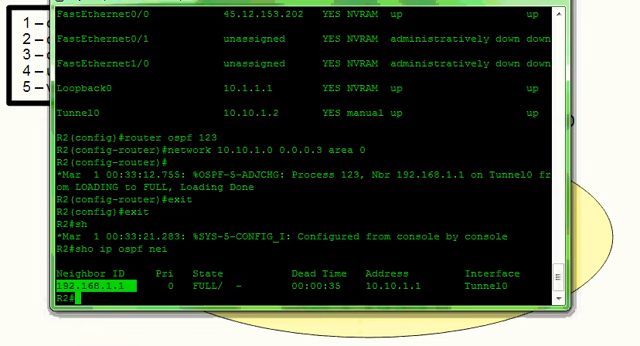 1 –
2 –
3 –
4 –
5 –
FastEthernet0/0 45.12.153.202 YES NVRAM up up
FastEthernet0/1 unassigned YES NVRAM administratively down down
FastEthernet1/0 unassigned YES NVRAM administratively down down
Loopback0 10.1.1.1 YES NVRAM up up
Tunnel0 10.10.1.2 YES manual up up
R2(config)#router ospf 123
R2(config-router)#network 10.10.1.0 0.0.0.3 area 0
R2(config-router)#
*Mar 1 00:33:12.755: %OSPF-5-ADJCHG: Process 123, Nbr 192.168.1.1 on Tunnel0 fr
om LOADING to FULL, Loading Done
R2(config-router)#exit
R2(config)#exit
R2#sh
*Mar 1 00:33:21.283: %SYS-5-CONFIG_I: Configured from console by console
R2#sho ip ospf nei
Neighbor ID Pri State Dead Time Address Interface
192.168.1.1 0 FULL/ - 00:00:35 10.10.1.1 Tunnel0
R2#